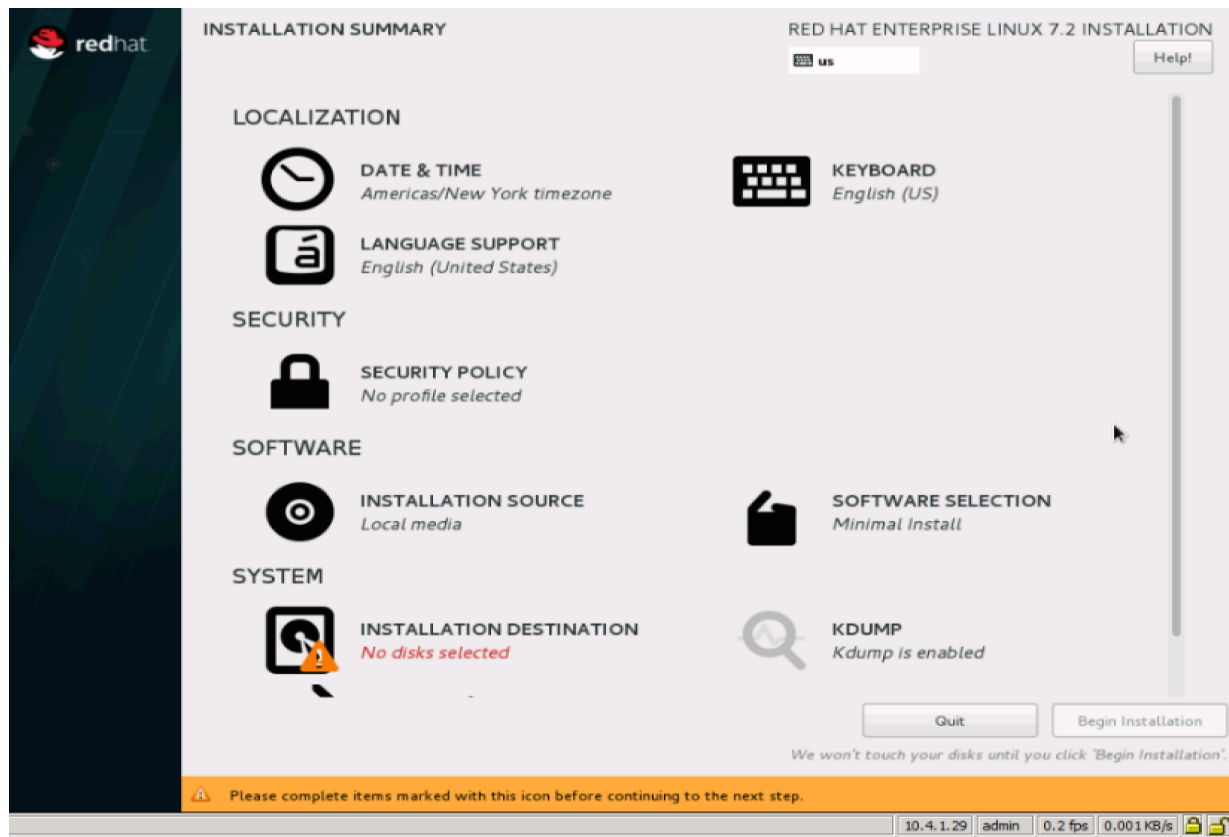 redhat
INSTALLATION SUMMARY
RED HAT ENTERPRISE LINUX 7.2 INSTALLATION
us
Help!
LOCALIZATION
DATE & TIME
Americas/New York timezone
KEYBOARD
English (US)
á
LANGUAGE SUPPORT
English (United States)
SECURITY
SECURITY POLICY
No profile selected
SOFTWARE
INSTALLATION SOURCE
Local media
SOFTWARE SELECTION
Minimal Install
SYSTEM
INSTALLATION DESTINATION
No disks selected
KDUMP
Kdump is enabled
Quit
Begin Installation
We won't touch your disks until you click 'Begin Installation'.
Please complete items marked with this icon before continuing to the next step.
10.4.1.29 admin 0.2 fps 0.001 KB/s